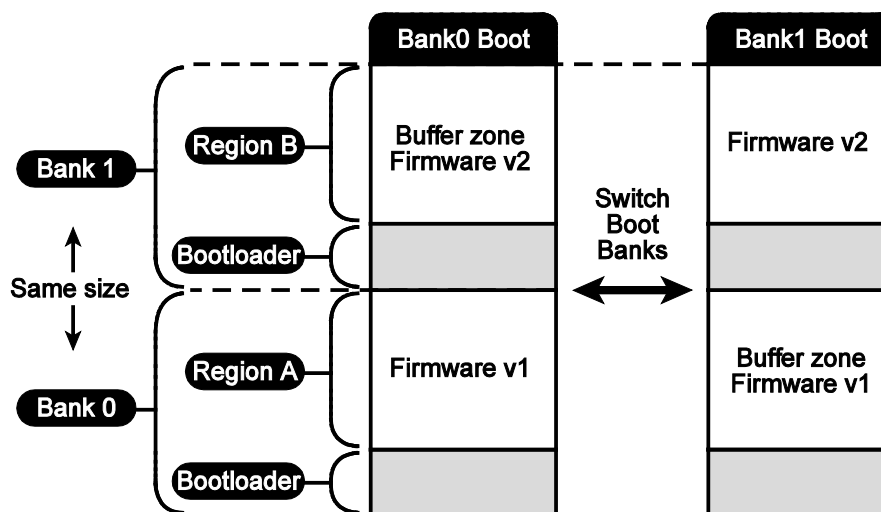 Bank0 Boot
Bank1 Boot
Bank 1
Region B
Buffer zone
Firmware v2
Firmware v2
Bootloader
Switch
Boot
Banks
Same size
Bank 0
Region A
Firmware v1
Buffer zone
Firmware v1
Bootloader